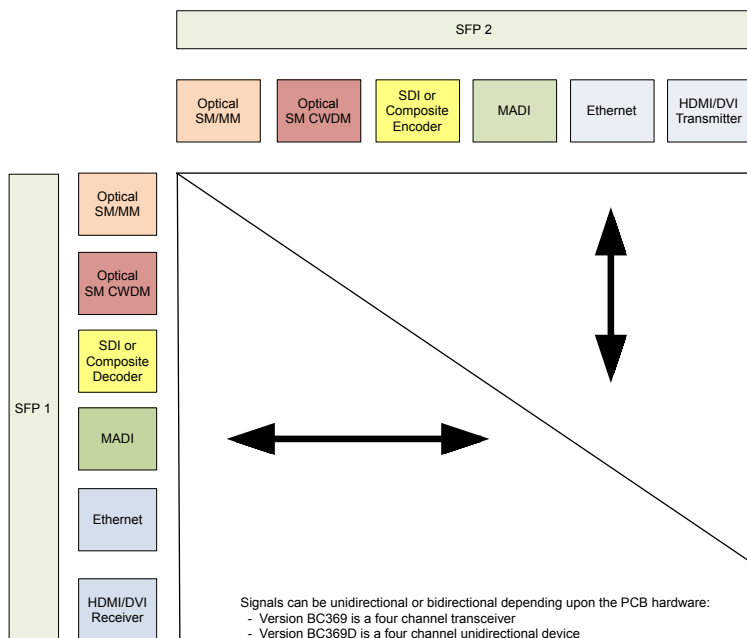 SFP 2
Optical
SM/MM
Optical
SM CWDM
SDI or
Composite
Encoder
MADI
Ethernet
HDMI/DVI
Transmitter
SFP 1
Optical
SM/MM
Optical
SM CWDM
SDI or
Composite
Decoder
MADI
Ethernet
HDMI/DVI
Receiver
Signals can be unidirectional or bidirectional depending upon the PCB hardware:
- Version BC369 is a four channel transceiver
- Version BC369D is a four channel unidirectional device